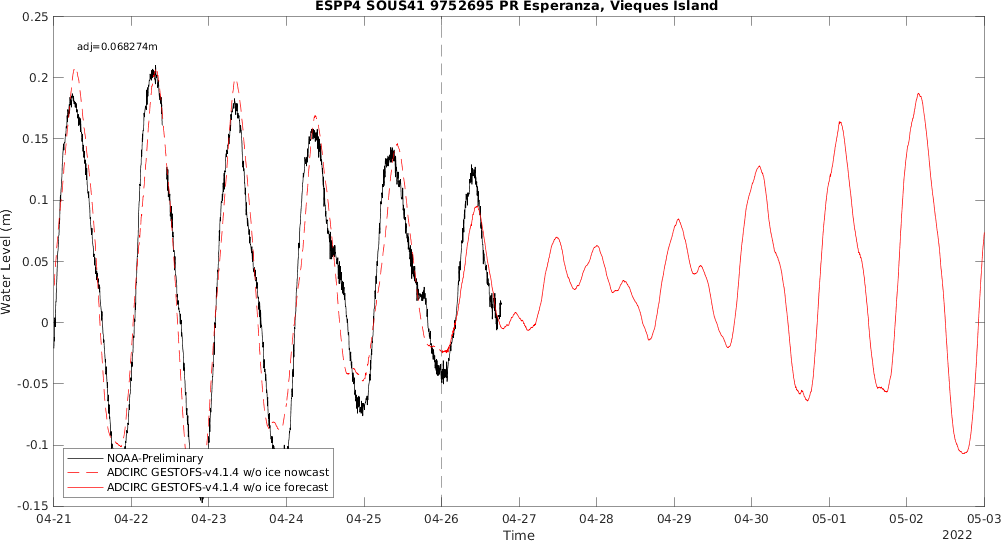 ESPP4 SOUS41 9752695 PR Esperanza, Vieques Island
0.25
adj=0.068274m
0.2
0.15
0.1
0.05
0
-0.05
-0.1
-0.15
Water Level (m)
NOAA-Preliminary
ADCIRC GESTOFS-v4.1.4 w/o ice nowcast
ADCIRC GESTOFS-v4.1.4 w/o ice forecast
04-21 04-22 04-23 04-24 04-25 04-26 04-27 04-28 04-29 04-30 05-01 05-02 05-03
Time
2022